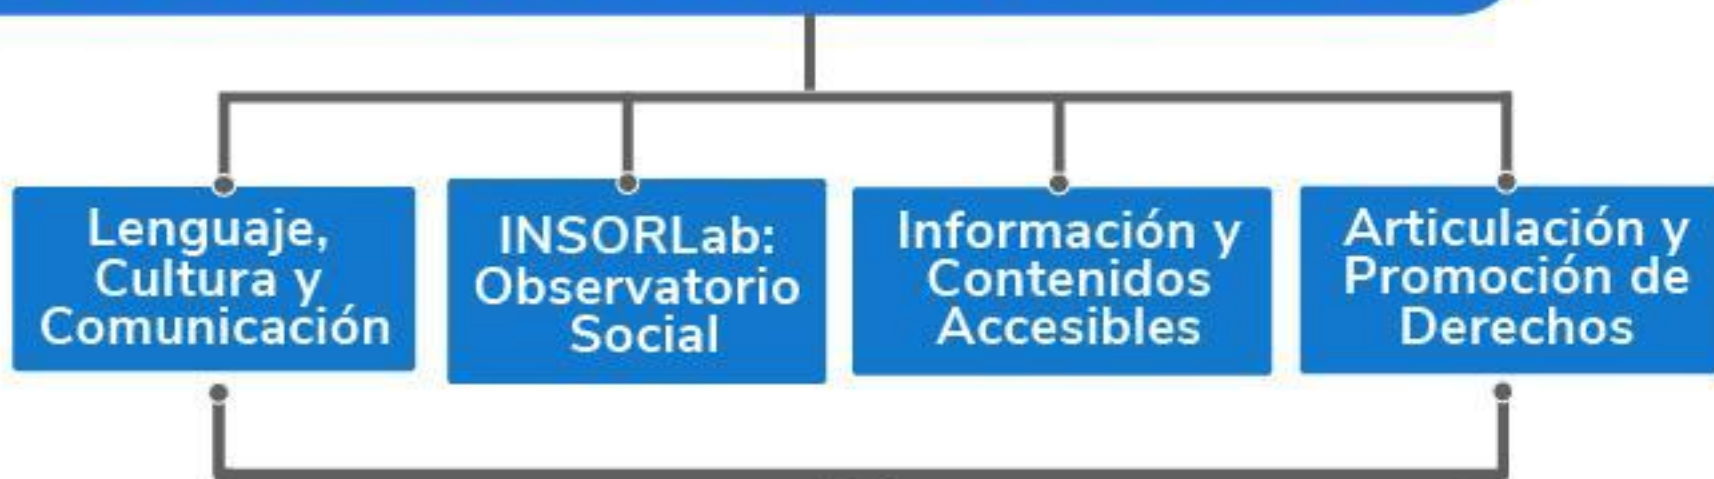 Lenguaje,
Cultura y
Comunicación
INSORLab:
Observatorio
Social
Información y
Contenidos
Accesibles
Articulación y
Promoción de
Derechos